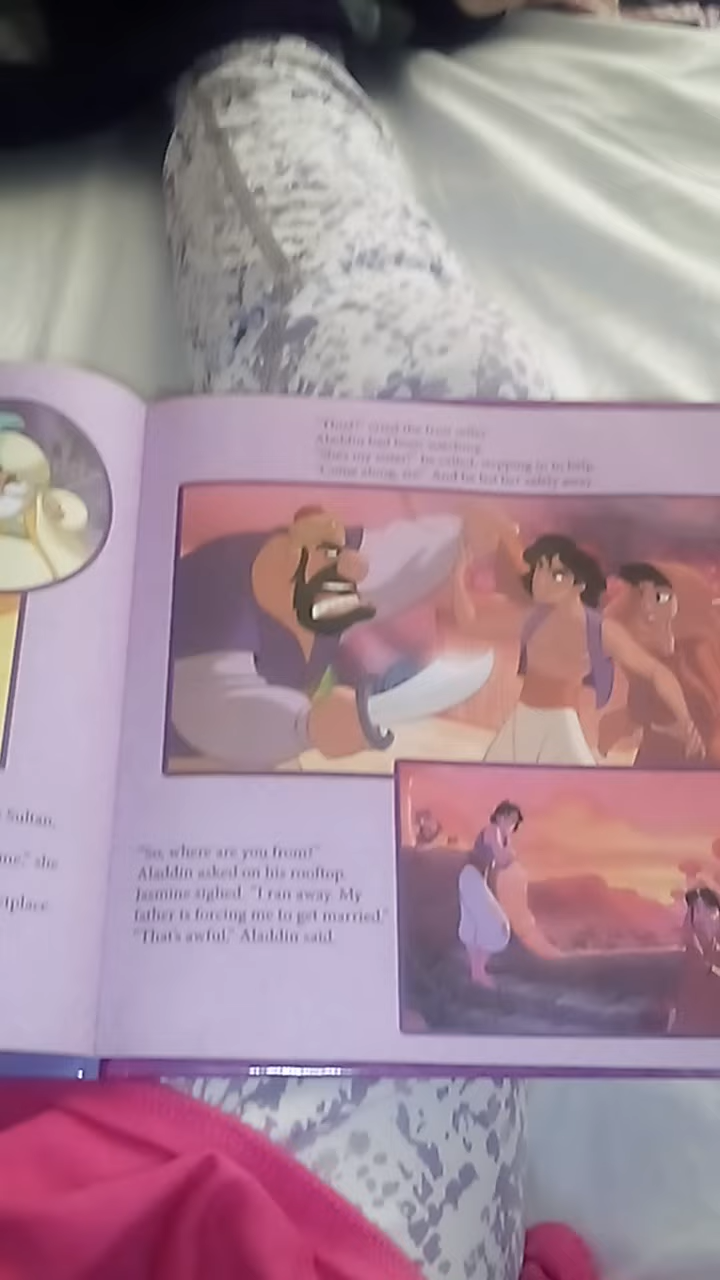 Sultan,
she
"Thief!" cried the fruit seller.
Aladdin had been watching.
"She's my sister!" he called, stepping in to help.
"Come along, sis." And he led her safely away.
"So, where are you from?"
Aladdin asked on his rooftop.
Jasmine sighed. "I ran away. My
father is forcing me to get married."
"That's awful," Aladdin said.